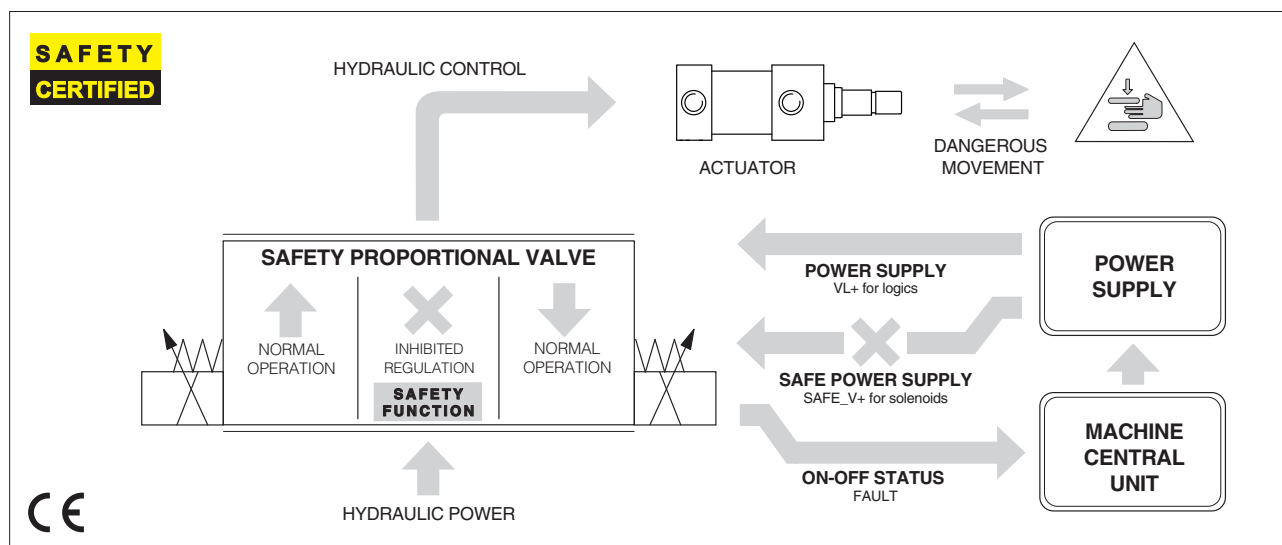 SAFETY
CERTIFIED
HYDRAULIC CONTROL
ACTUATOR
DANGEROUS
MOVEMENT
SAFETY PROPORTIONAL VALVE
NORMAL
OPERATION
INHIBITED
REGULATION
SAFETY
FUNCTION
NORMAL
OPERATION
POWER SUPPLY
VL+ for logics
SAFE POWER SUPPLY
SAFE_V+ for solenoids
ON-OFF STATUS
FAULT
POWER
SUPPLY
MACHINE
CENTRAL
UNIT
HYDRAULIC POWER
CE